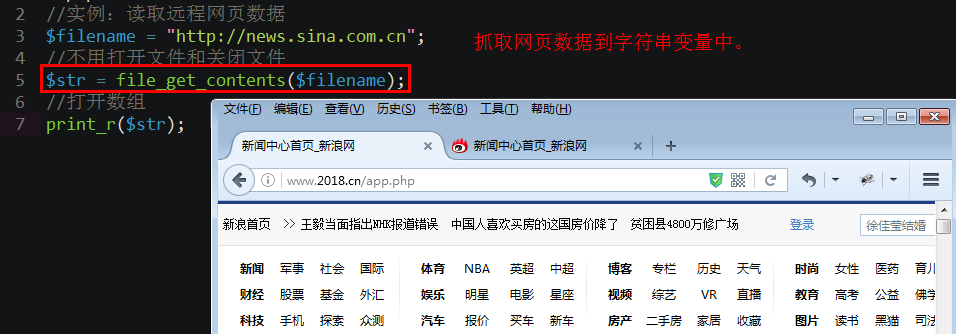 2 //实例：读取远程网页数据
3 $filename = "http://news.sina.com.cn";
抓取网页数据到字符串变量中。
4 //不用打开文件和关闭文件
5 $str = file_get_contents($filename);
6 //打开数组
7 print_r($str);
文件(F) 编辑(E) 查看(V) 历史(S) 书签(B) 工具(T) 帮助(H)
新闻中心首页_新浪网 新闻中心首页_新浪网
www.2018.cn/app.php
新浪首页 >> 王毅当面指出NHK报道错误 中国人喜欢买房的这国房价降了 贫困县4800万修广场 登录 徐佳莹结婚
新闻 军事 社会 国际 体育 NBA 英超 中超 博客 专栏 历史 天气 时尚 女性 医药 育儿
财经 股票 基金 外汇 娱乐 明星 电影 星座 视频 综艺 VR 直播 教育 高考 公益 佛学
科技 手机 探索 众测 汽车 报价 买车 新车 房产 二手房 家居 收藏 图片 读书 黑猫 司法